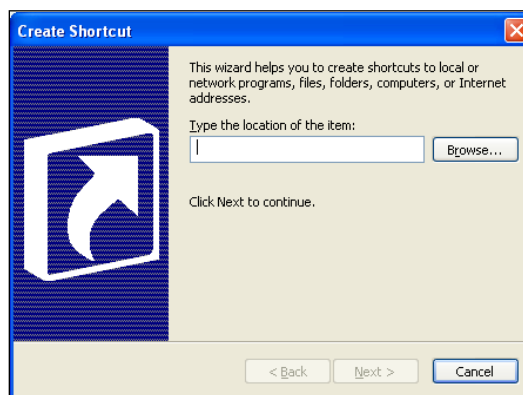 Create Shortcut
This wizard helps you to create shortcuts to local or
network programs, files, folders, computers, or Internet
addresses.
Type the location of the item:
Browse...
Click Next to continue.
< Back Next > Cancel